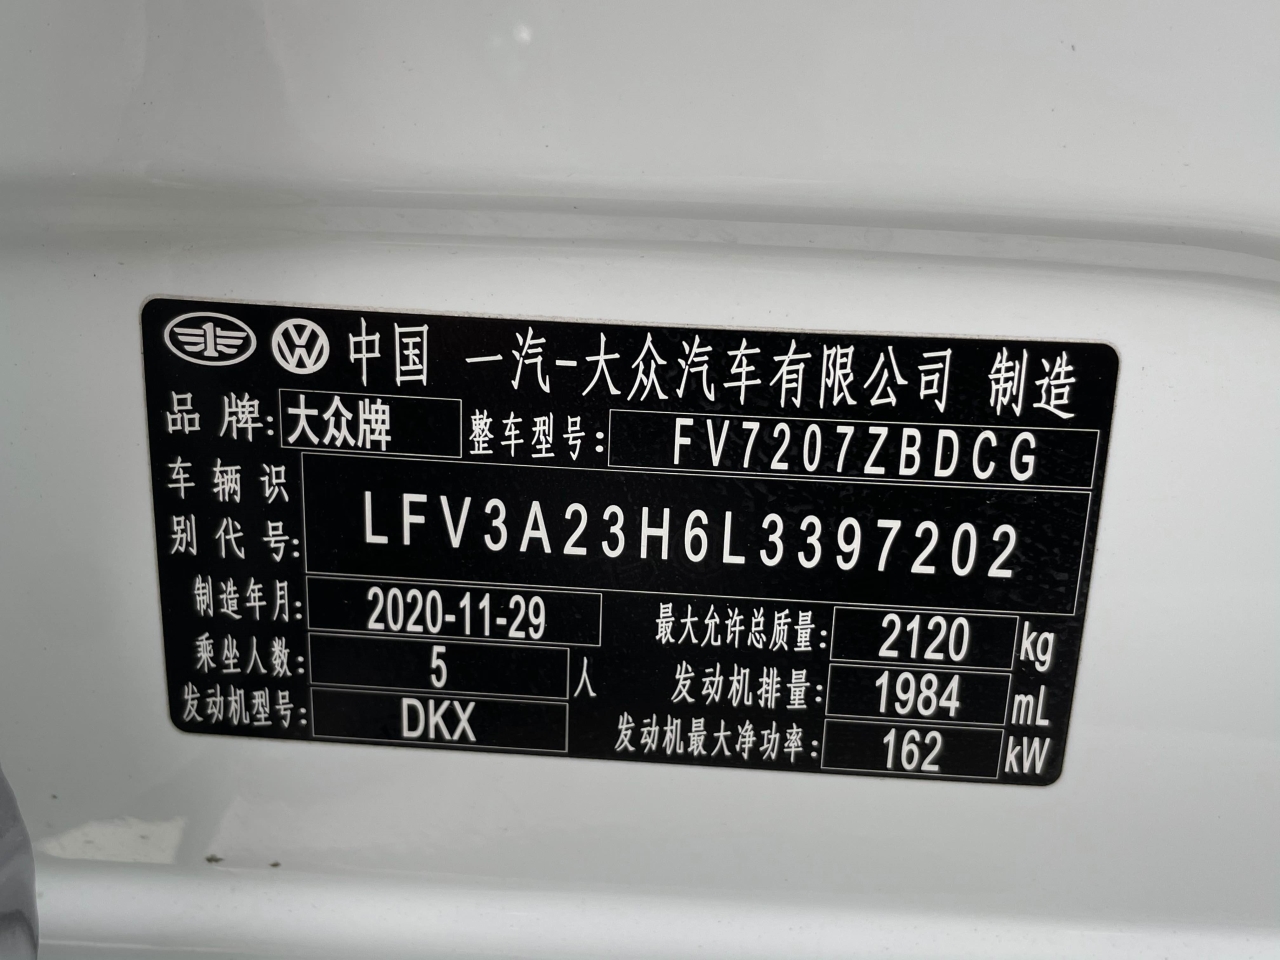 中国 一汽-大众汽车有限公司 制造
品牌: 大众牌 整车型号: FV7207ZBDCG
车辆识
别代号: LFV3A23H6L3397202
制造年月: 2020-11-29 最大允许总质量: 2120 kg
乘坐人数: 5 人 发动机排量: 1984 mL
发动机型号: DKX 发动机最大净功率: 162 kW